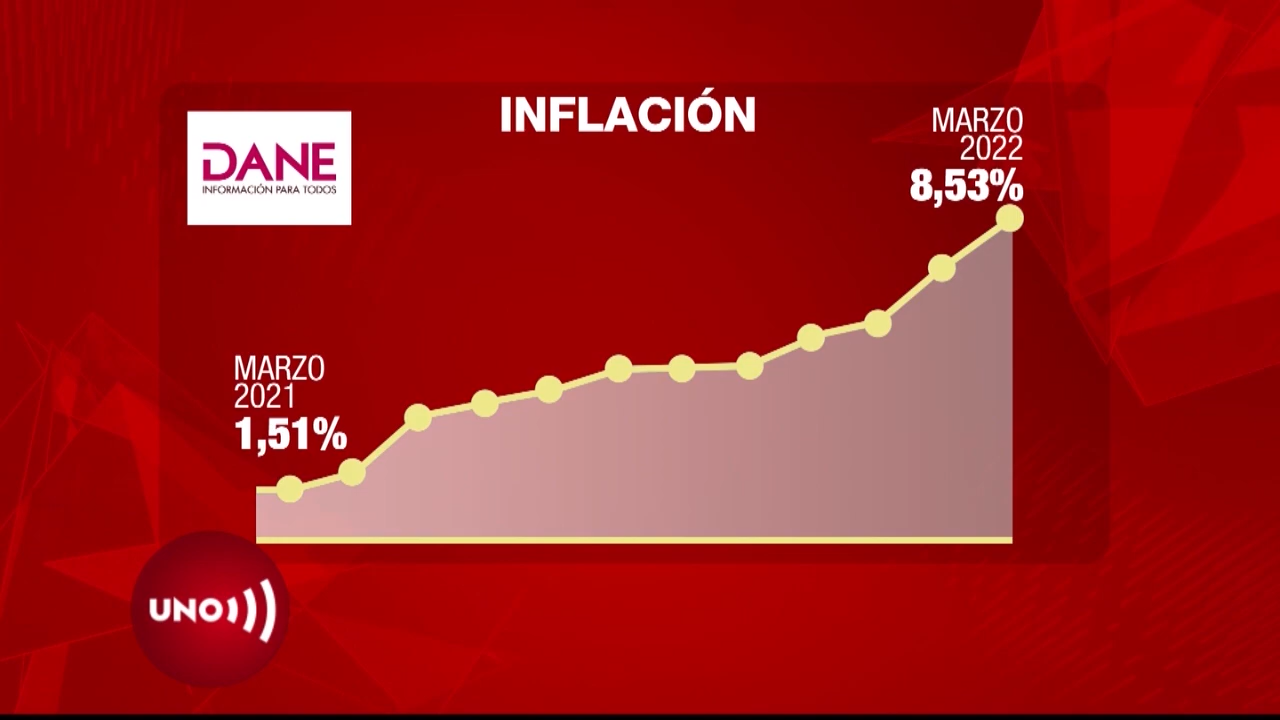 INFLACIÓN
DANE
INFORMACIÓN PARA TODOS
MARZO
2022
8,53%
MARZO
2021
1,51%
UNO